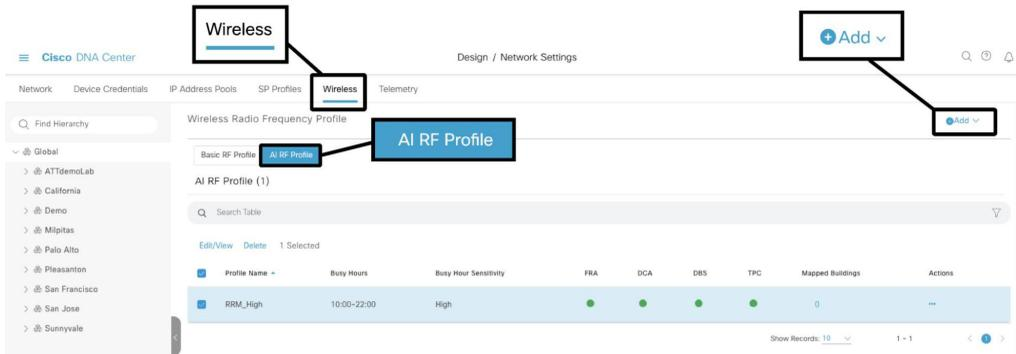 Wireless
Add
Cisco DNA Center
Design / Network Settings
Network Device Credentials IP Address Pools SP Profiles Wireless Telemetry
Find Hierarchy
Wireless Radio Frequency Profile
Add
Global
Basic RF Profile AI RF Profile
AI RF Profile
ATTdemoLab
California
Demo
Milpitas
Palo Alto
Pleasanton
San Francisco
San Jose
Sunnyvale
AI RF Profile (1)
Search Table
Edit/View Delete 1 Selected
Profile Name Busy Hours Busy Hour Sensitivity FRA DCA DBS TPC Mapped Buildings Actions
RRM_High 10:00-22:00 High 0 ...
Show Records: 10 1 - 1 < 1 >